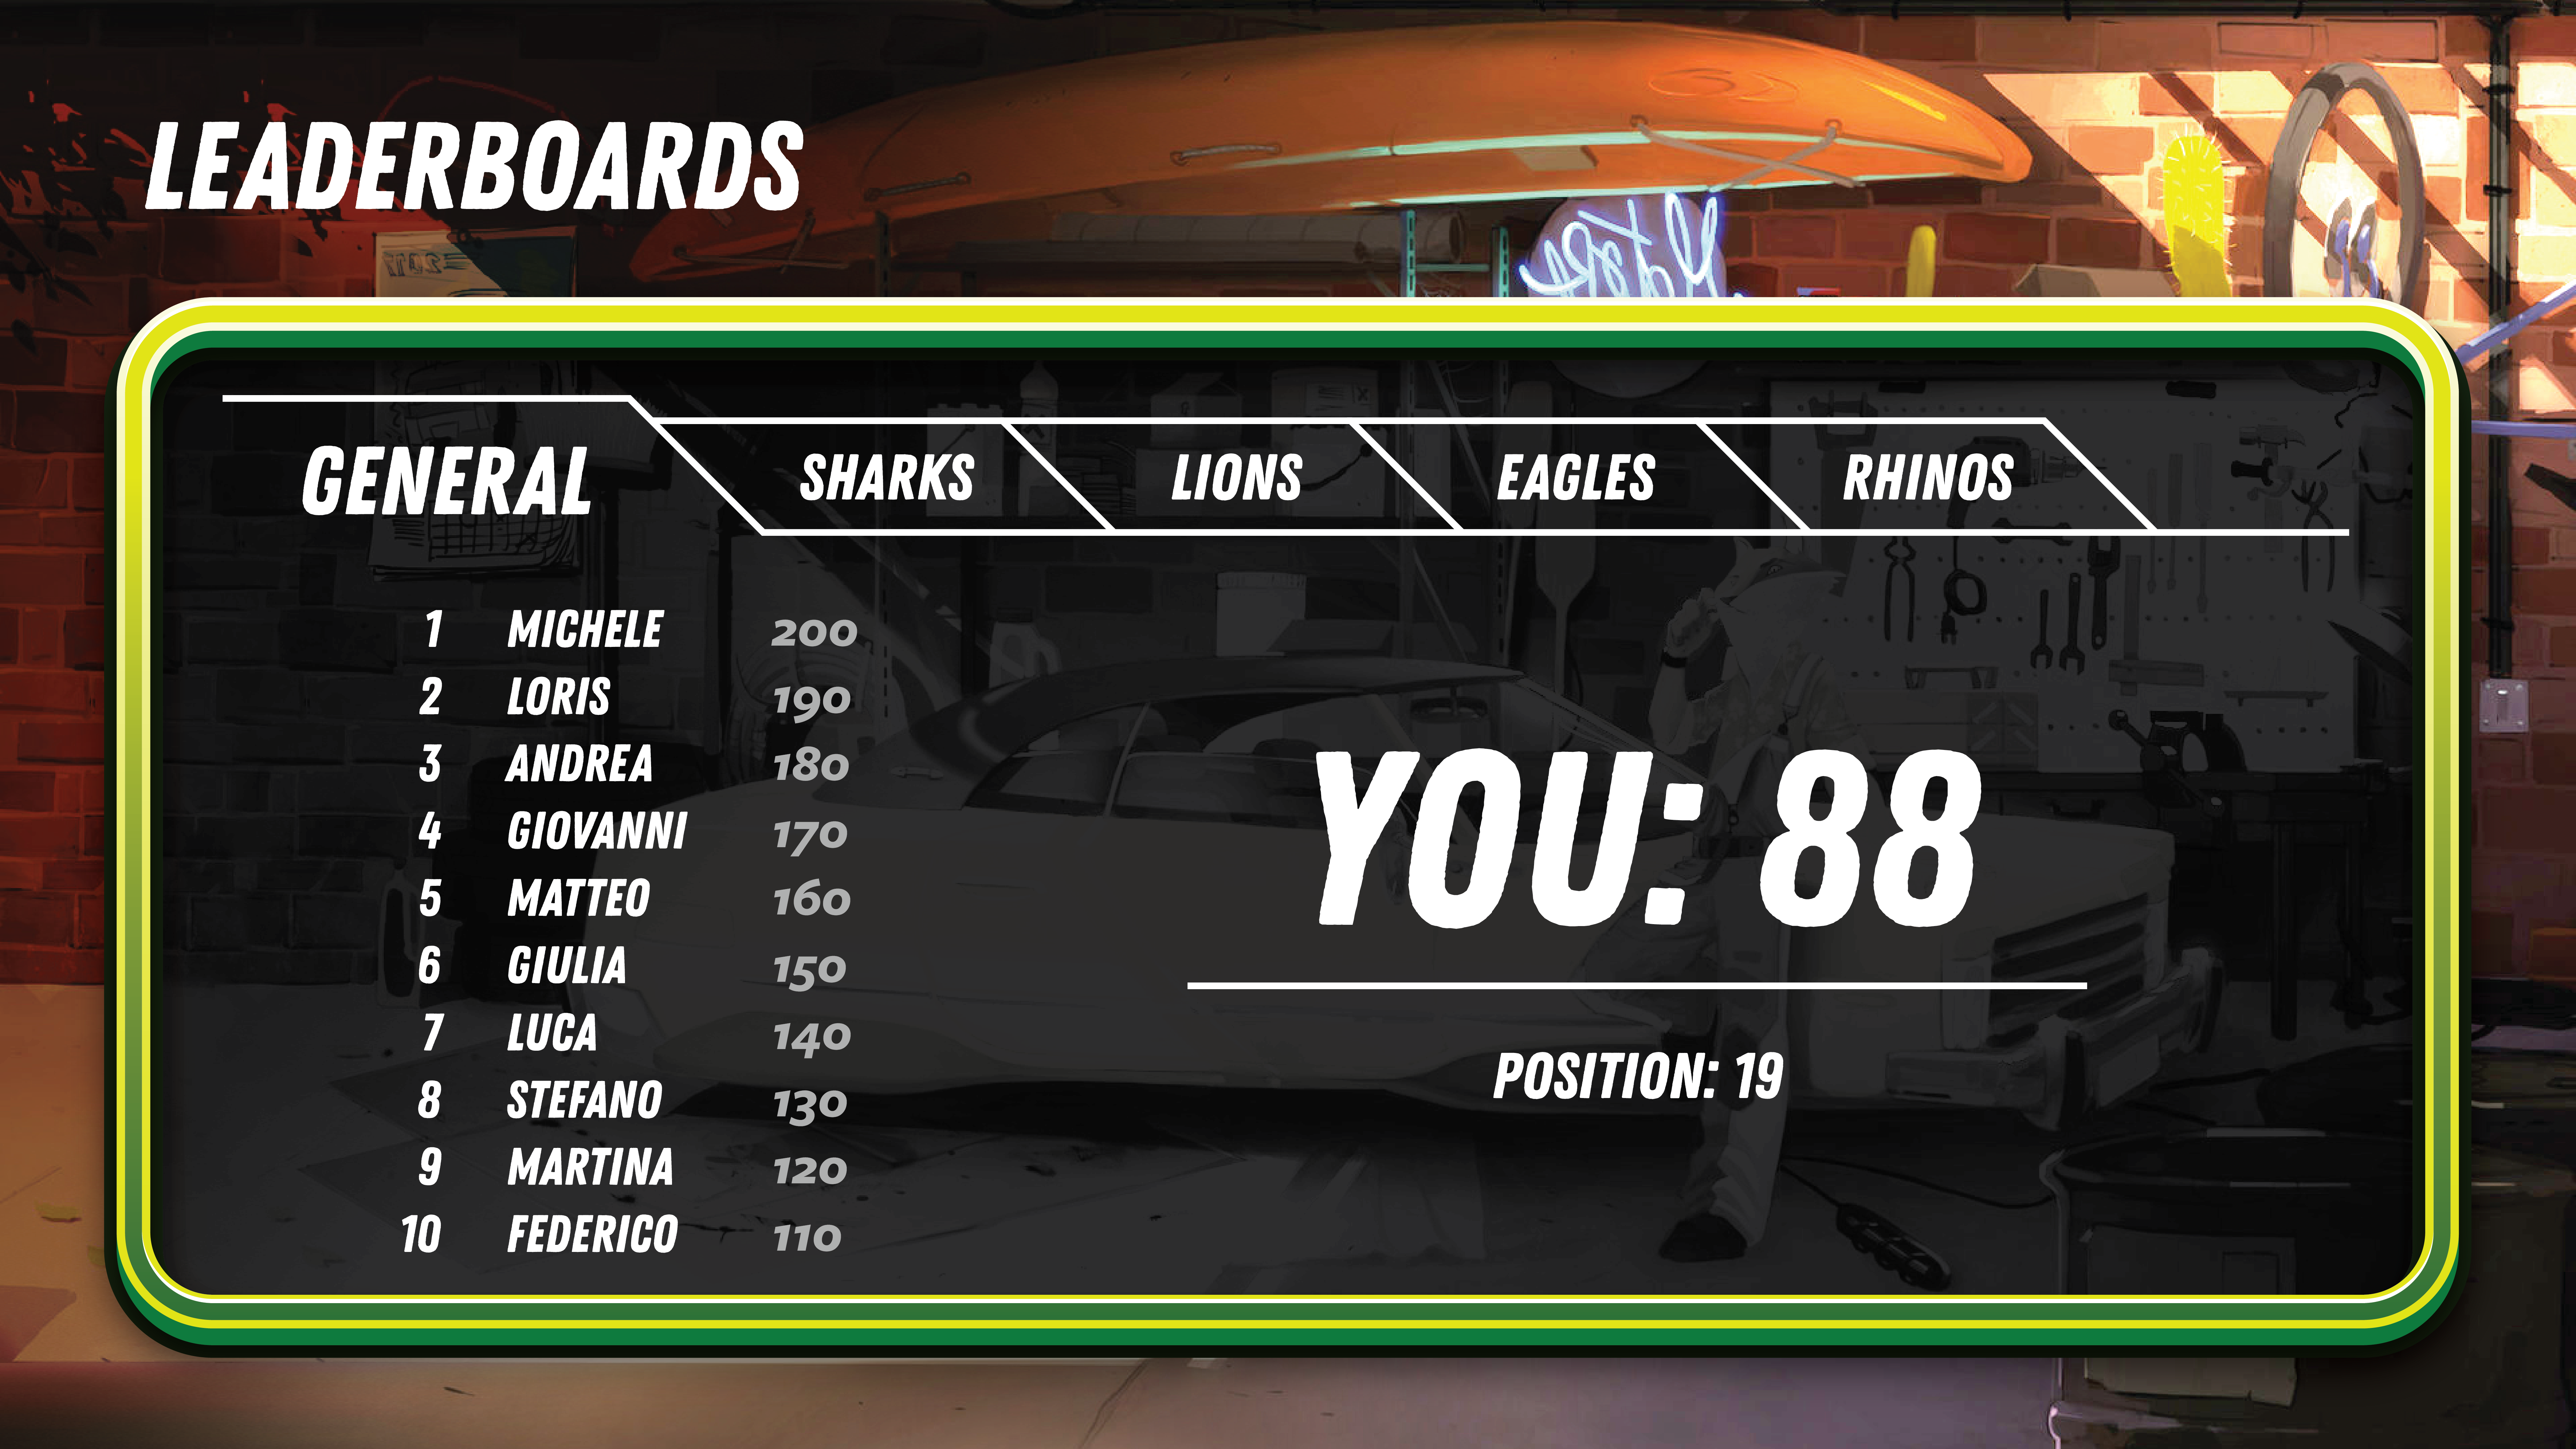 LEADERBOARDS
GENERAL SHARKS LIONS EAGLES RHINOS
1 MICHELE 200
2 LORIS 190
3 ANDREA 180
4 GIOVANNI 170
5 MATTEO 160
6 GIULIA 150
7 LUCA 140
8 STEFANO 130
9 MARTINA 120
10 FEDERICO 110
YOU: 88
POSITION: 19